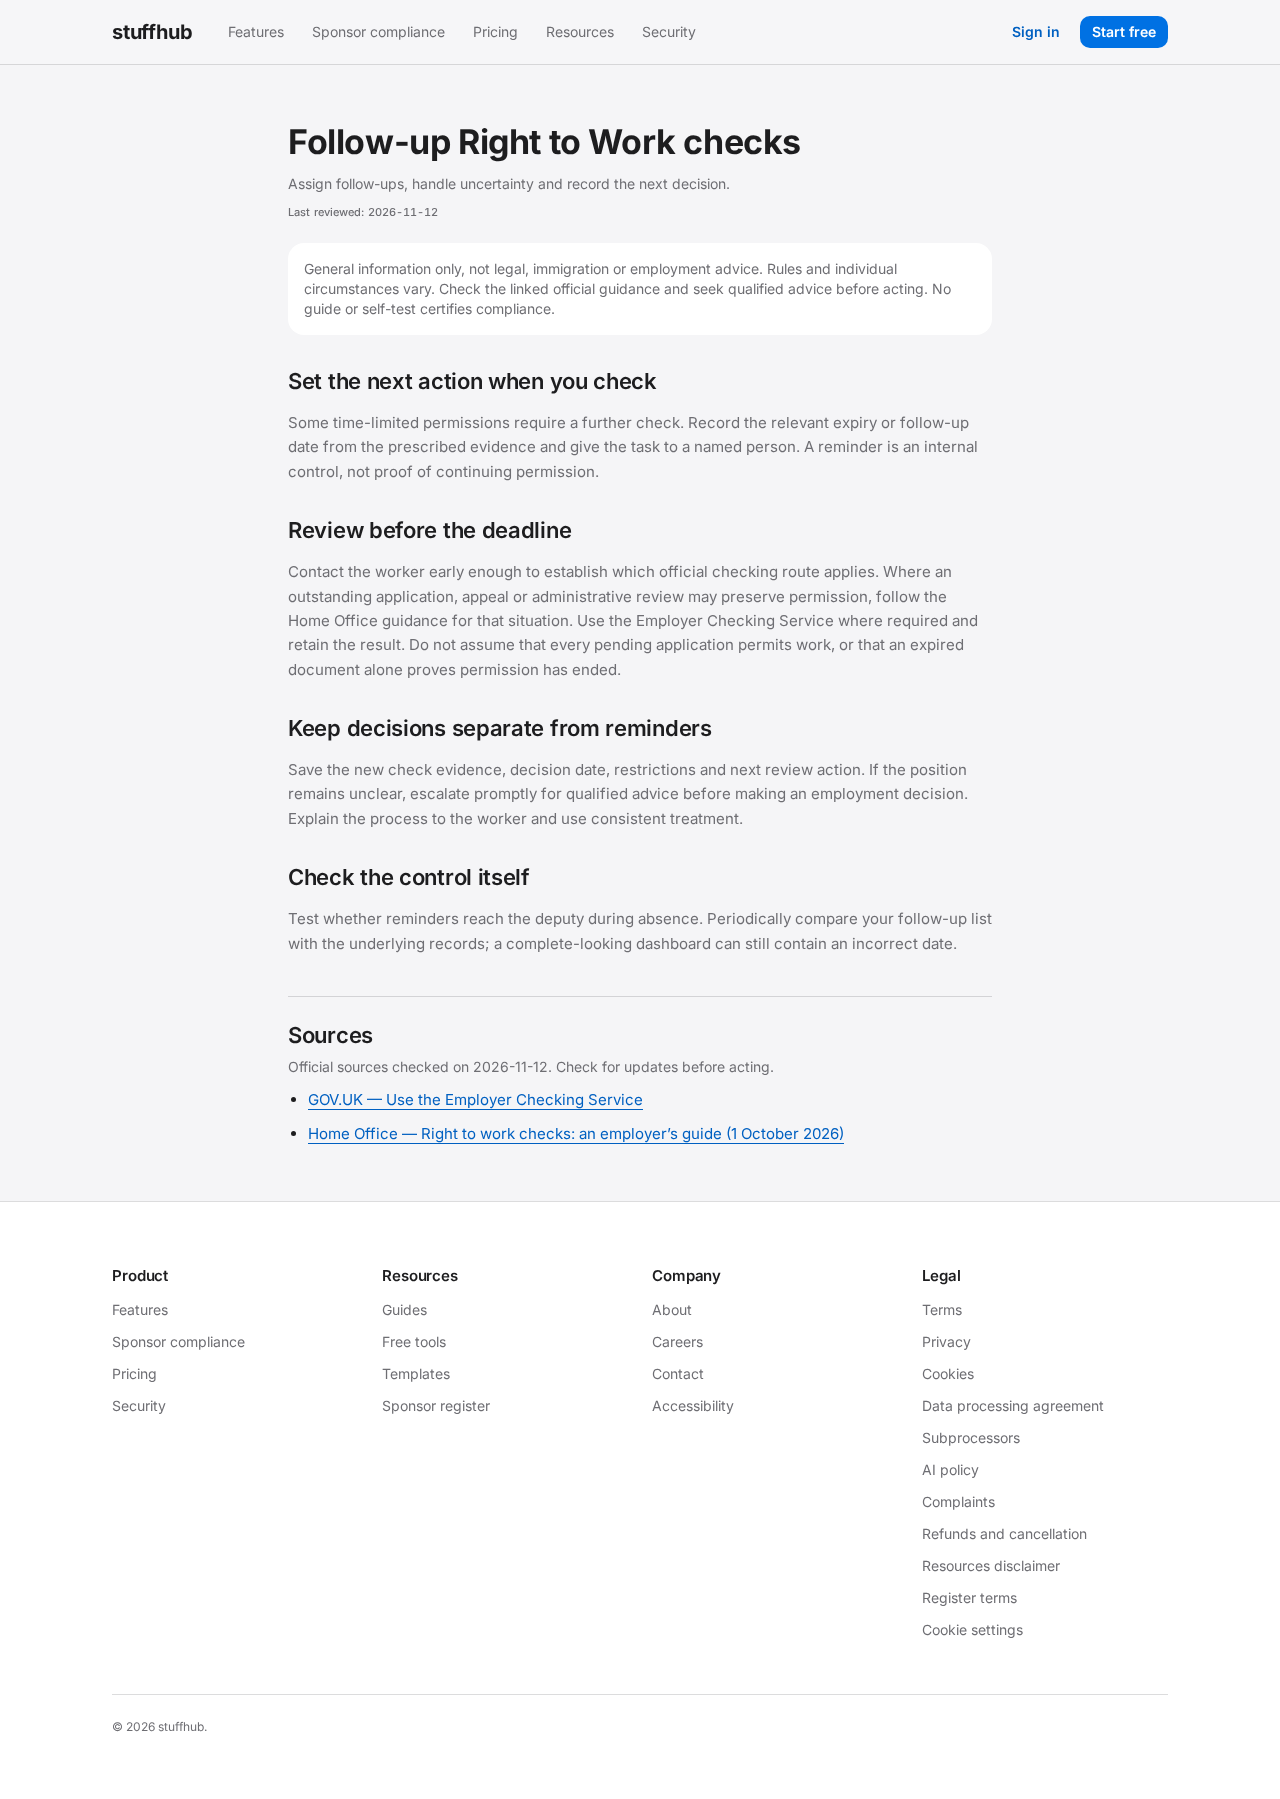 stuffhub
Features
Sponsor compliance
Pricing
Resources
Security
Sign in
Start free
Follow-up Right to Work checks
Assign follow-ups, handle uncertainty and record the next decision.
Last reviewed: 2026-11-12
General information only, not legal, immigration or employment advice. Rules and individual
circumstances vary. Check the linked official guidance and seek qualified advice before acting. No
guide or self-test certifies compliance.
Set the next action when you check
Some time-limited permissions require a further check. Record the relevant expiry or follow-up
date from the prescribed evidence and give the task to a named person. A reminder is an internal
control, not proof of continuing permission.
Review before the deadline
Contact the worker early enough to establish which official checking route applies. Where an
outstanding application, appeal or administrative review may preserve permission, follow the
Home Office guidance for that situation. Use the Employer Checking Service where required and
retain the result. Do not assume that every pending application permits work, or that an expired
document alone proves permission has ended.
Keep decisions separate from reminders
Save the new check evidence, decision date, restrictions and next review action. If the position
remains unclear, escalate promptly for qualified advice before making an employment decision.
Explain the process to the worker and use consistent treatment.
Check the control itself
Test whether reminders reach the deputy during absence. Periodically compare your follow-up list
with the underlying records; a complete-looking dashboard can still contain an incorrect date.
Sources
Official sources checked on 2026-11-12. Check for updates before acting.
GOV.UK — Use the Employer Checking Service
Home Office — Right to work checks: an employer’s guide (1 October 2026)
Product
Features
Sponsor compliance
Pricing
Security
Resources
Guides
Free tools
Templates
Sponsor register
Company
About
Careers
Contact
Accessibility
Legal
Terms
Privacy
Cookies
Data processing agreement
Subprocessors
AI policy
Complaints
Refunds and cancellation
Resources disclaimer
Register terms
Cookie settings
© 2026 stuffhub.